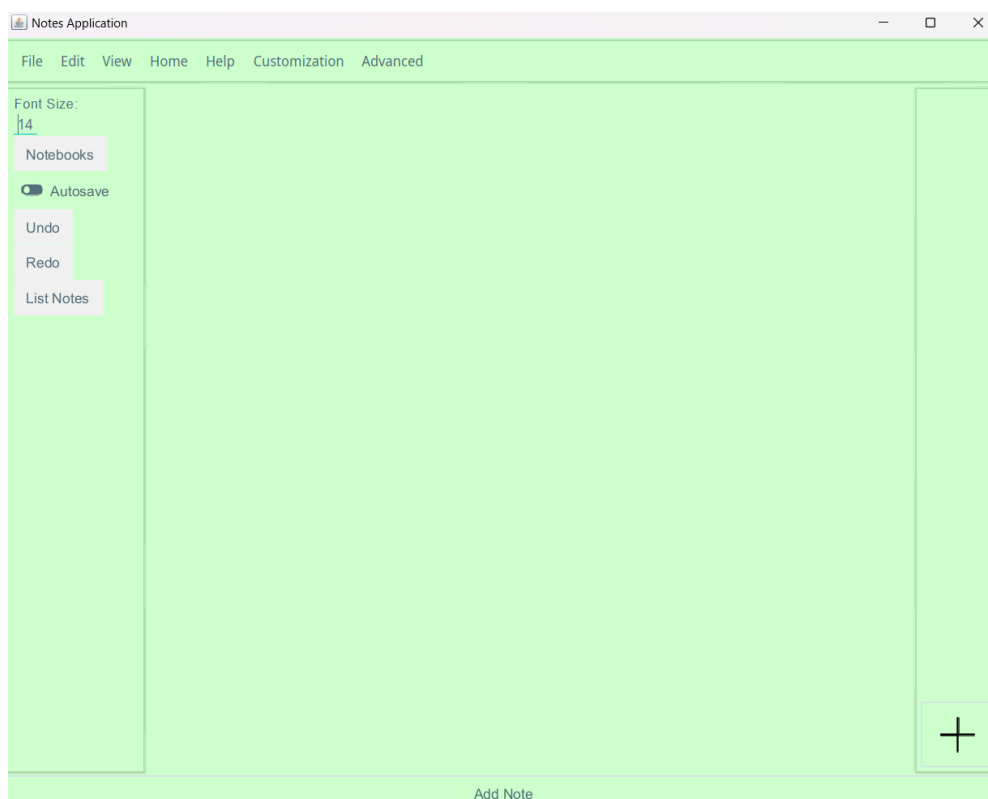 Notes Application
File Edit View Home Help Customization Advanced
Font Size:
14
Notebooks
Autosave
Undo
Redo
List Notes
Add Note